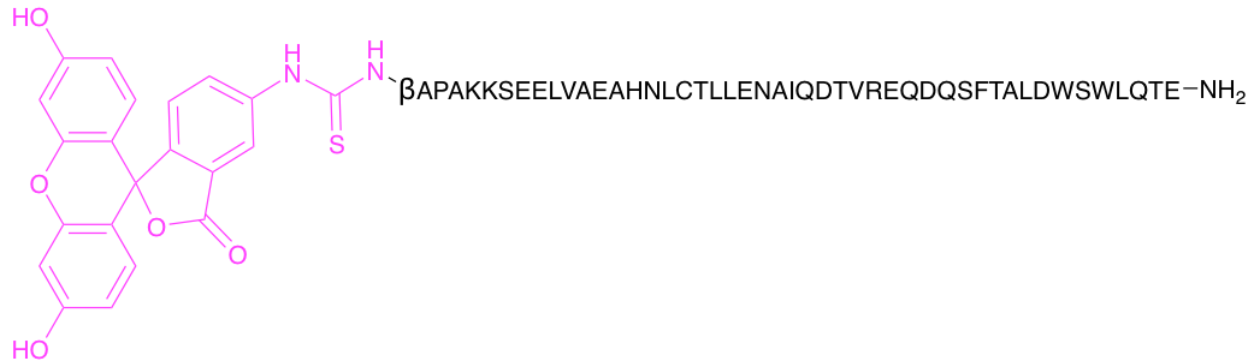 HO
H
N
H
N
βAPAKKSEELVAEAHNLCTLLENAIQDTVREQDQSFTALDWSWLQTE–NH₂
S
O
O
O
HO